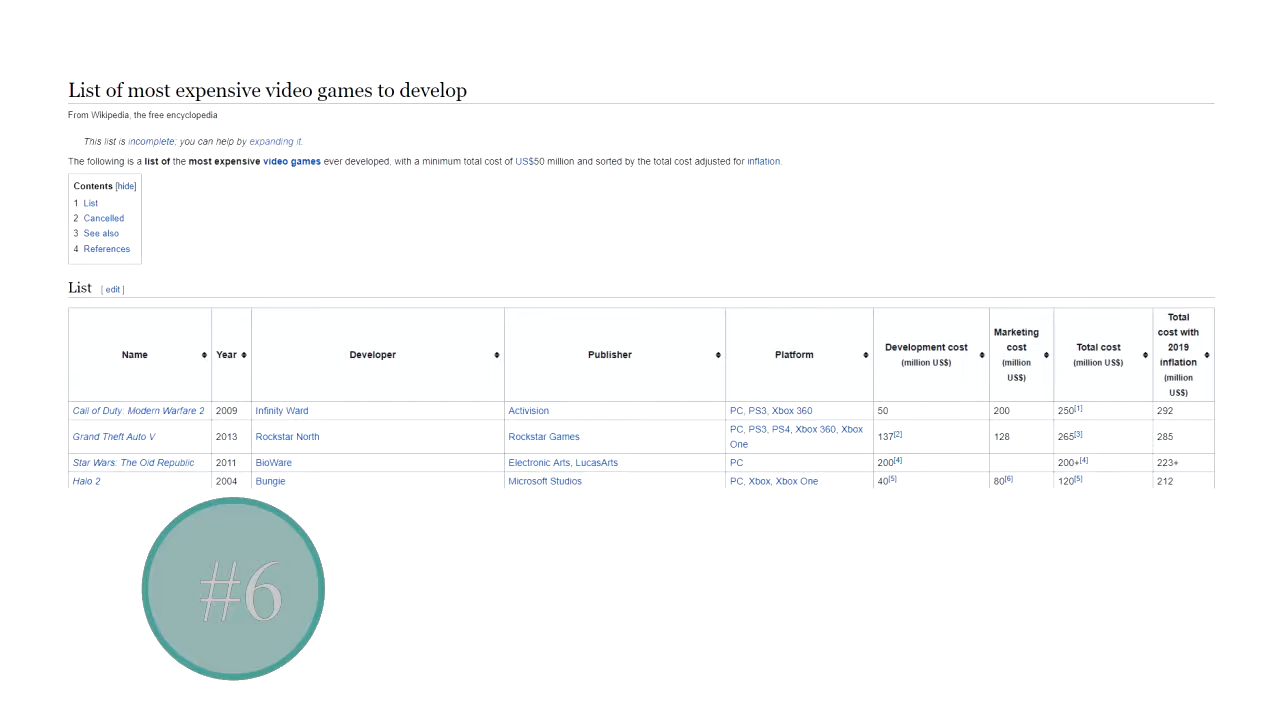 List of most expensive video games to develop
From Wikipedia, the free encyclopedia
This list is incomplete; you can help by expanding it.
The following is a list of the most expensive video games ever developed, with a minimum total cost of US$50 million and sorted by the total cost adjusted for inflation.
Contents [hide]
1 List
2 Cancelled
3 See also
4 References
List [ edit ]
Name Year Developer Publisher Platform Development cost (million US$) Marketing cost (million US$) Total cost (million US$) Total cost with 2019 inflation (million US$)
Call of Duty: Modern Warfare 2 2009 Infinity Ward Activision PC, PS3, Xbox 360 50 200 250[1] 292
Grand Theft Auto V 2013 Rockstar North Rockstar Games PC, PS3, PS4, Xbox 360, Xbox One 137[2] 128 265[3] 285
Star Wars: The Old Republic 2011 BioWare Electronic Arts, LucasArts PC 200[4] 200+[4] 223+
Halo 2 2004 Bungie Microsoft Studios PC, Xbox, Xbox One 40[5] 80[6] 120[5] 212
#6